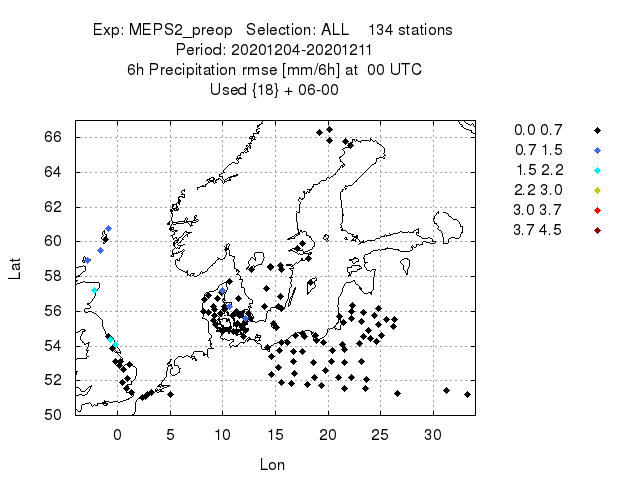 Exp: MEPS2_preop   Selection: ALL    134 stations
Period: 20201204-20201211
6h Precipitation rmse [mm/6h] at  00 UTC
Used {18} + 06-00
0.0 0.7
0.7 1.5
1.5 2.2
2.2 3.0
3.0 3.7
3.7 4.5
66
64
62
60
58
56
54
52
50
Lat
0 5 10 15 20 25 30
Lon